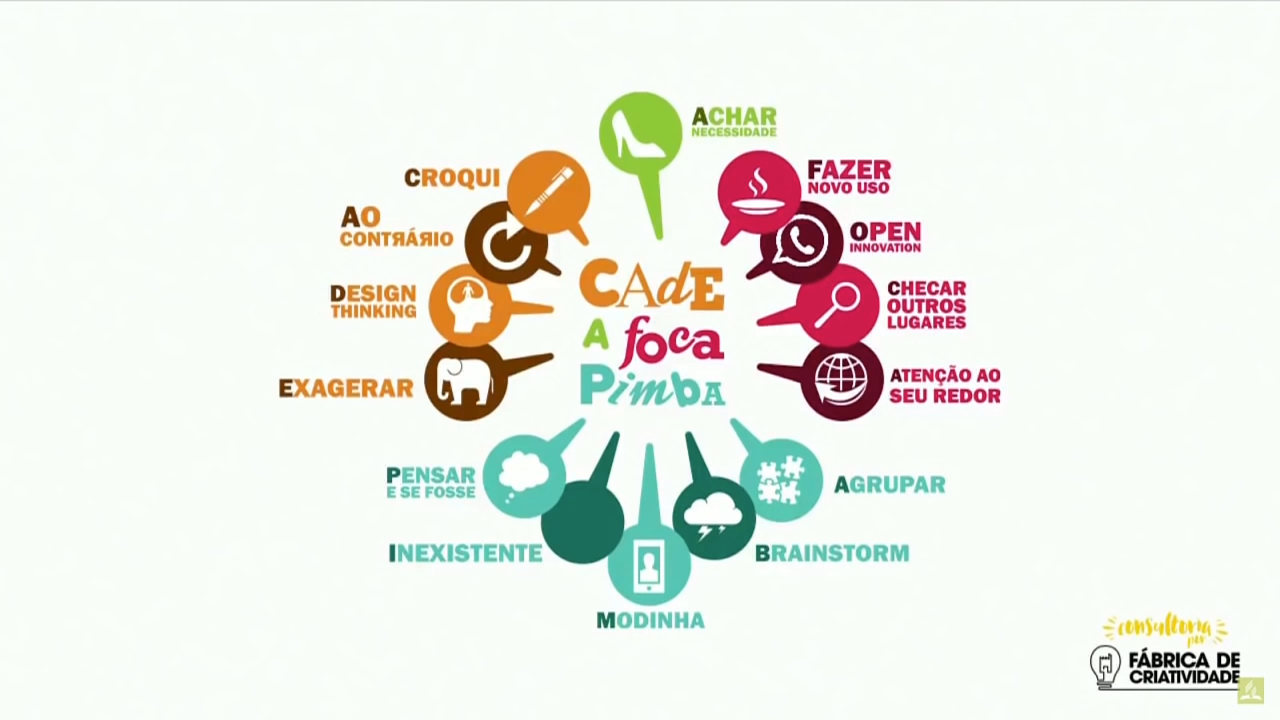 ACHAR
NECESSIDADE
FAZER
NOVO USO
OPEN
INNOVATION
CHECAR
OUTROS
LUGARES
ATENÇÃO AO
SEU REDOR
CROQUI
AO
CONTЯÁЯIO
DESIGN
THINKING
EXAGERAR
CAdE
A foca
PimbA
PENSAR
E SE FOSSE
INEXISTENTE
MODINHA
BRAINSTORM
AGRUPAR
consultoria
por
FÁBRICA DE
CRIATIVIDADE